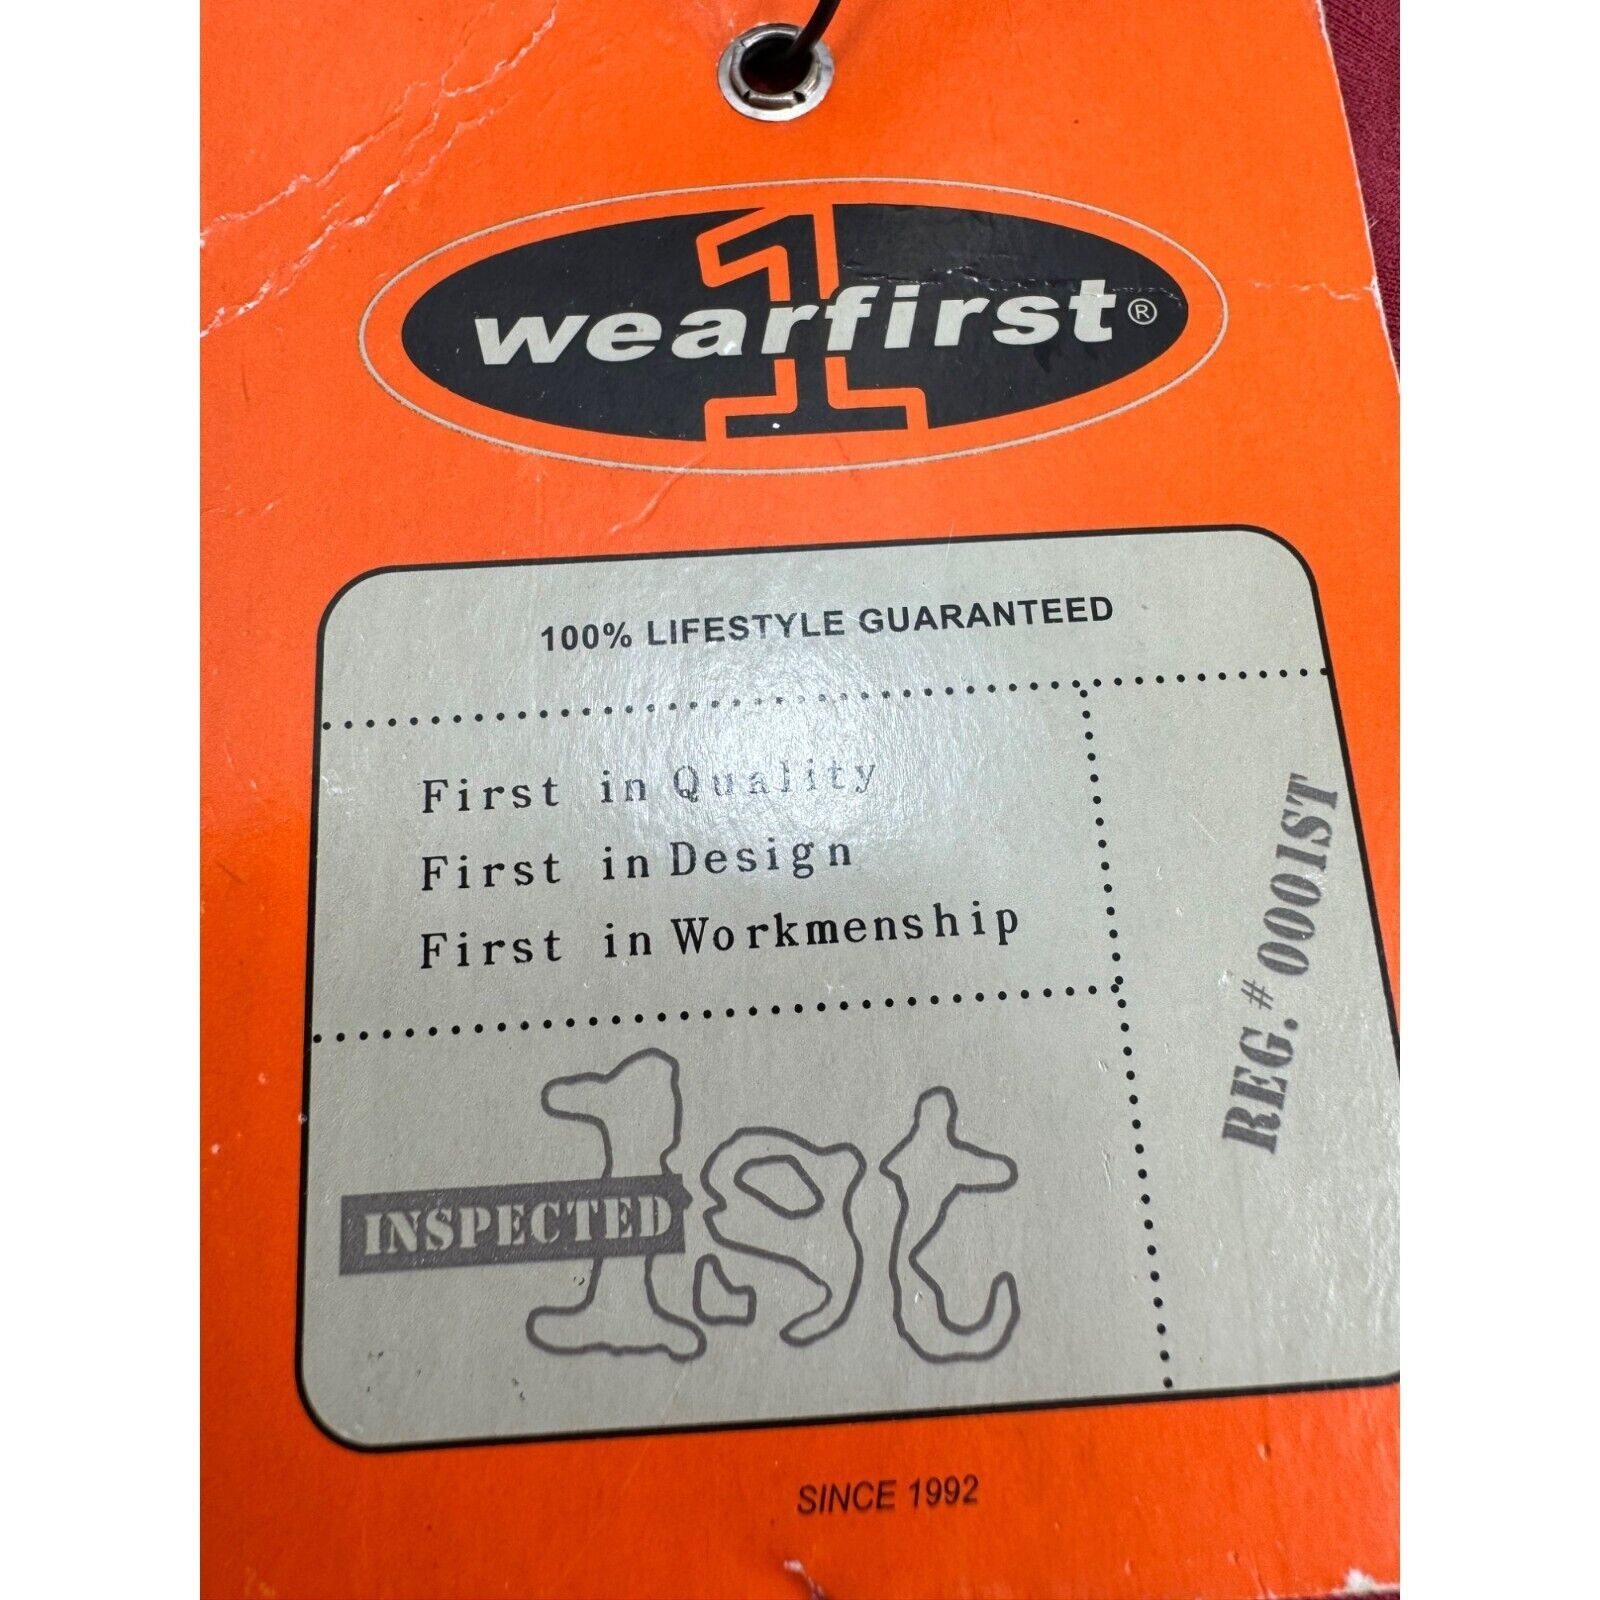 1
wearfirst®
100% LIFESTYLE GUARANTEED
First in Quality
First in Design
First in Workmenship
REG.# 0001ST
1st
INSPECTED
SINCE 1992